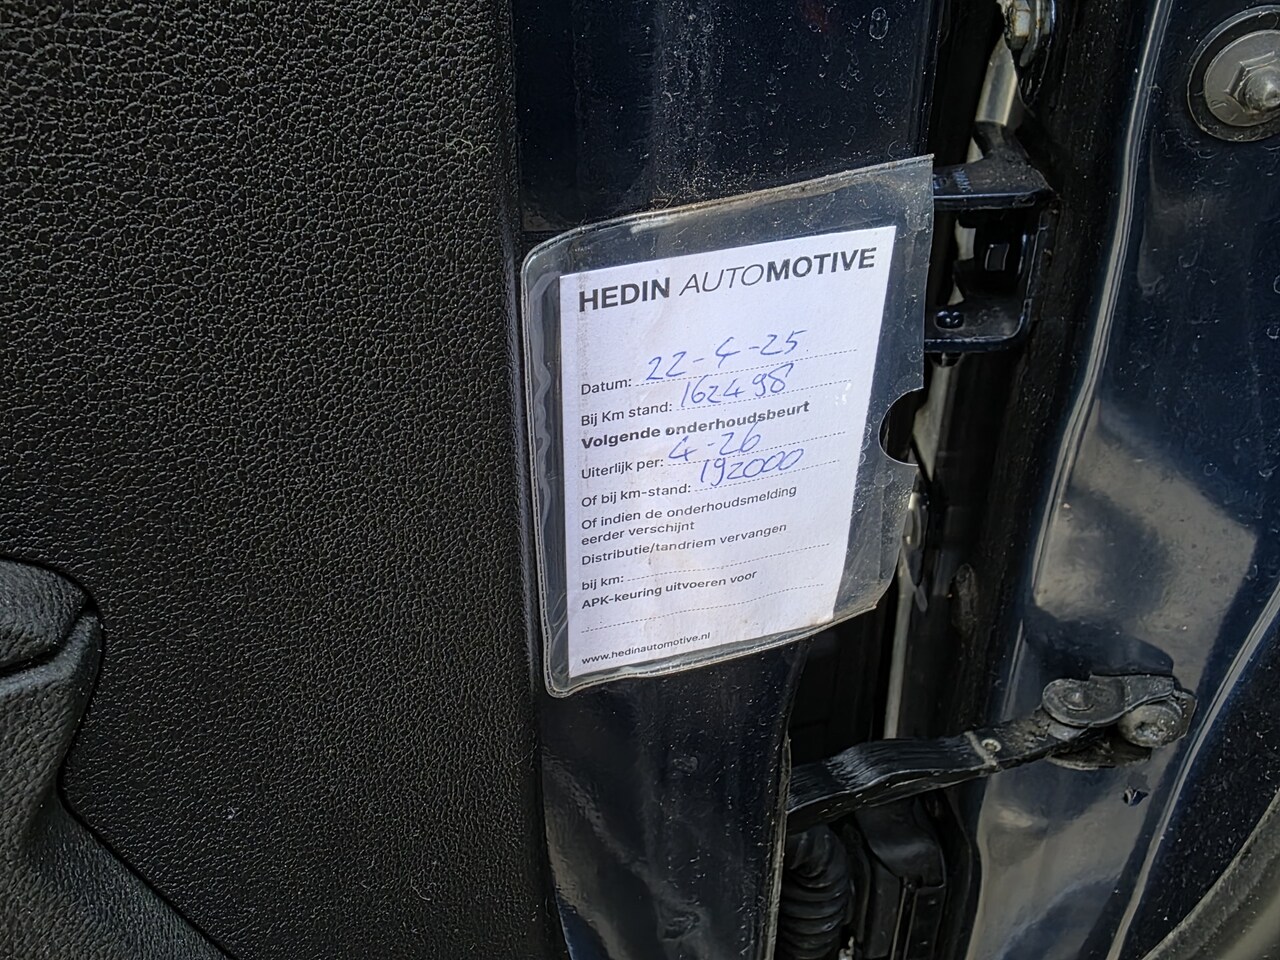 HEDIN AUTOMOTIVE
Datum: 22-4-25
Bij Km stand: 162498
Volgende onderhoudsbeurt
Uiterlijk per: 4-26
Of bij km-stand: 192000
Of indien de onderhoudsmelding
eerder verschijnt
Distributie/tandriem vervangen
bij km:
APK-keuring uitvoeren voor
www.hedinautomotive.nl